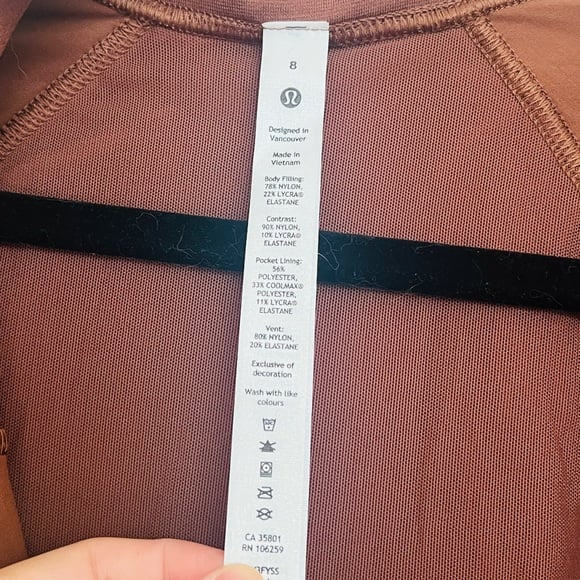 8
Designed in
Vancouver
Made in
Vietnam
Body Filling:
78% NYLON,
22% LYCRA®
ELASTANE
Contrast:
90% NYLON,
10% LYCRA®
ELASTANE
Pocket Lining:
56%
POLYESTER,
33% COOLMAX®
POLYESTER,
11% LYCRA®
ELASTANE
Vent:
80% NYLON,
20% ELASTANE
Exclusive of
decoration
Wash with like
colours
CA 35801
RN 106259